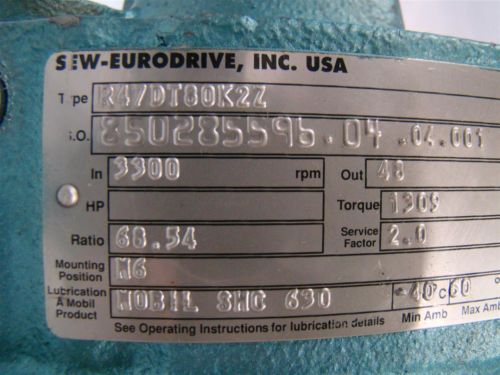 SEW-EURODRIVE, INC. USA
Type R47DT80K2Z
S.O. 850285596.04.04.001
In 3300 rpm Out 48
HP Torque 1309
Ratio 68.54 Service Factor 2.0
Mounting Position M6
Lubrication A Mobil Product MOBIL SHC 630 -40°C 60
See Operating Instructions for lubrication details Min Amb Max Amb